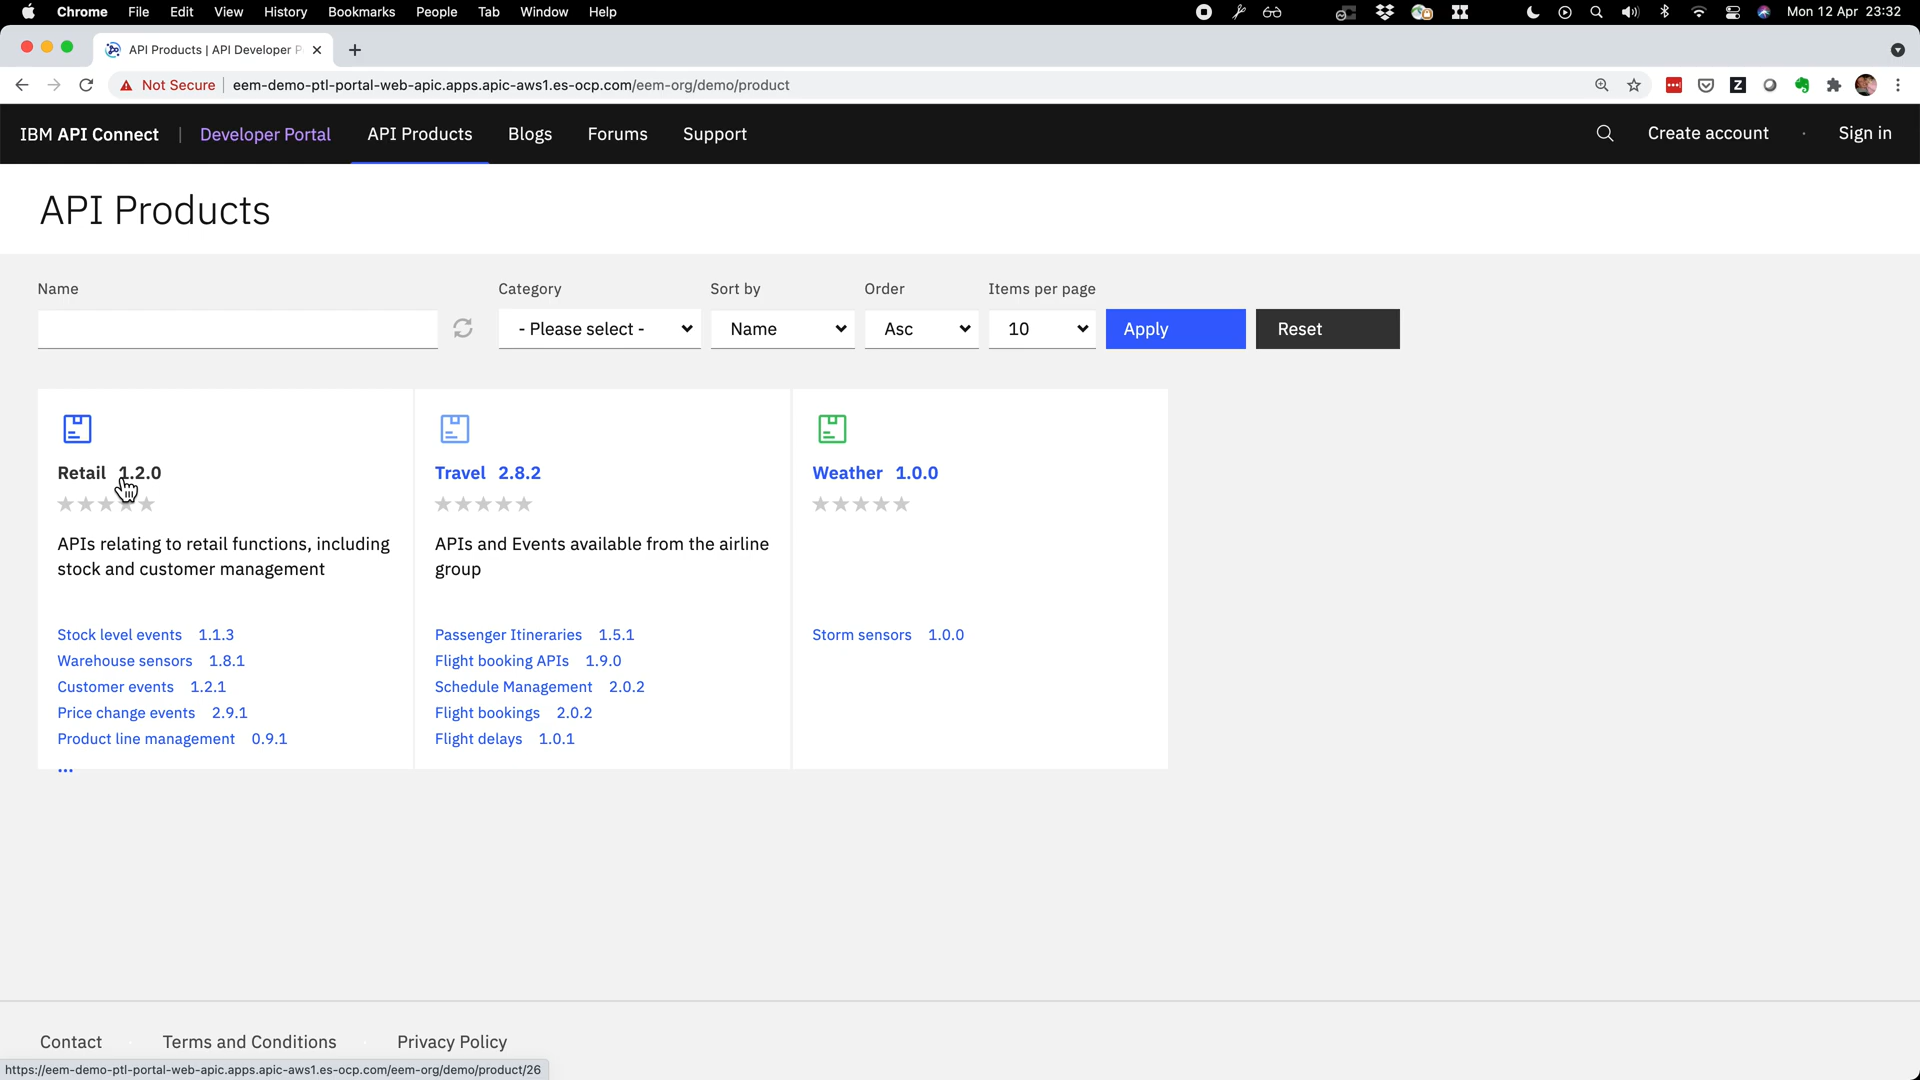 Chrome File Edit View History Bookmarks People Tab Window Help Mon 12 Apr 23:32
API Products | API Developer P
Not Secure eem-demo-ptl-portal-web-apic.apps.apic-aws1.es-ocp.com/eem-org/demo/product
IBM API Connect | Developer Portal API Products Blogs Forums Support Create account · Sign in
API Products
Name Category Sort by Order Items per page
- Please select - Name Asc 10 Apply Reset
Retail 1.2.0
APIs relating to retail functions, including
stock and customer management
Stock level events 1.1.3
Warehouse sensors 1.8.1
Customer events 1.2.1
Price change events 2.9.1
Product line management 0.9.1
...
Travel 2.8.2
APIs and Events available from the airline
group
Passenger Itineraries 1.5.1
Flight booking APIs 1.9.0
Schedule Management 2.0.2
Flight bookings 2.0.2
Flight delays 1.0.1
Weather 1.0.0
Storm sensors 1.0.0
Contact Terms and Conditions Privacy Policy
https://eem-demo-ptl-portal-web-apic.apps.apic-aws1.es-ocp.com/eem-org/demo/product/26